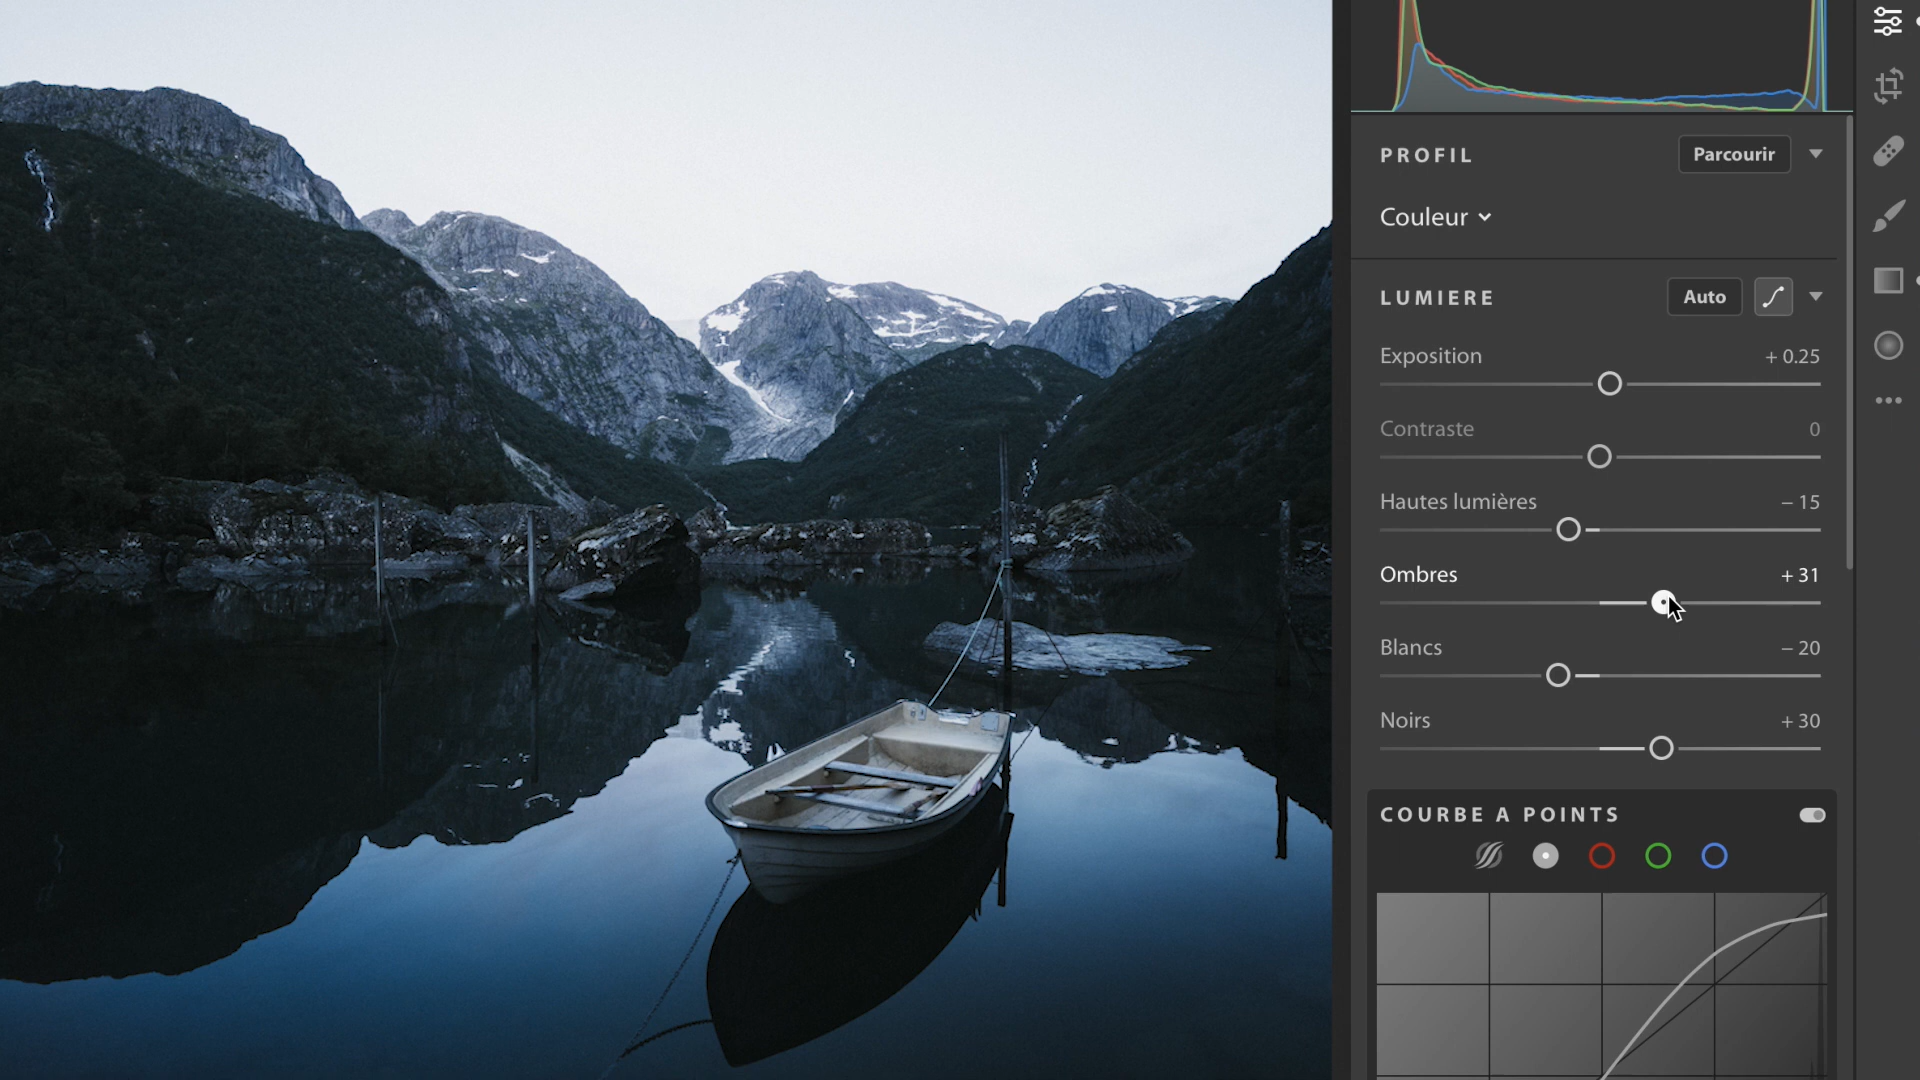 PROFIL
Parcourir
Couleur
LUMIERE
Auto
Exposition
+ 0.25
Contraste
0
Hautes lumières
– 15
Ombres
+ 31
Blancs
– 20
Noirs
+ 30
COURBE A POINTS